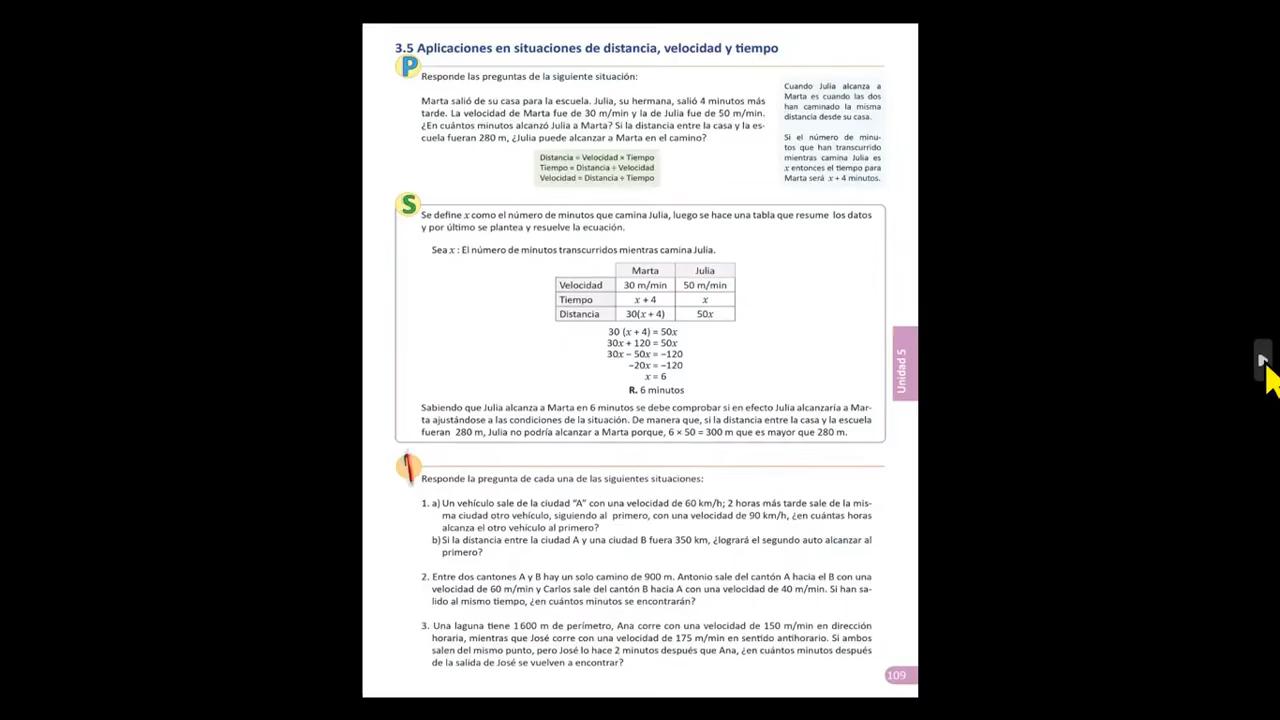 3.5 Aplicaciones en situaciones de distancia, velocidad y tiempo
P
Responde las preguntas de la siguiente situación:
Marta salió de su casa para la escuela. Julia, su hermana, salió 4 minutos más
tarde. La velocidad de Marta fue de 30 m/min y la de Julia fue de 50 m/min.
¿En cuántos minutos alcanzó Julia a Marta? Si la distancia entre la casa y la es-
cuela fueran 280 m, ¿Julia puede alcanzar a Marta en el camino?
Distancia = Velocidad × Tiempo
Tiempo = Distancia ÷ Velocidad
Velocidad = Distancia ÷ Tiempo
Cuando Julia alcanza a
Marta es cuando las dos
han caminado la misma
distancia desde su casa.
Si el número de minu-
tos que han transcurrido
mientras camina Julia es
x entonces el tiempo para
Marta será x + 4 minutos.
S
Se define x como el número de minutos que camina Julia, luego se hace una tabla que resume los datos
y por último se plantea y resuelve la ecuación.
Sea x : El número de minutos transcurridos mientras camina Julia.
Marta Julia
Velocidad 30 m/min 50 m/min
Tiempo x + 4 x
Distancia 30(x + 4) 50x
30 (x + 4) = 50x
30x + 120 = 50x
30x − 50x = −120
−20x = −120
x = 6
R. 6 minutos
Sabiendo que Julia alcanza a Marta en 6 minutos se debe comprobar si en efecto Julia alcanzaría a Mar-
ta ajustándose a las condiciones de la situación. De manera que, si la distancia entre la casa y la escuela
fueran 280 m, Julia no podría alcanzar a Marta porque, 6 × 50 = 300 m que es mayor que 280 m.
Unidad 5
Responde la pregunta de cada una de las siguientes situaciones:
1. a) Un vehículo sale de la ciudad "A" con una velocidad de 60 km/h; 2 horas más tarde sale de la mis-
ma ciudad otro vehículo, siguiendo al primero, con una velocidad de 90 km/h, ¿en cuántas horas
alcanza el otro vehículo al primero?
b) Si la distancia entre la ciudad A y una ciudad B fuera 350 km, ¿logrará el segundo auto alcanzar al
primero?
2. Entre dos cantones A y B hay un solo camino de 900 m. Antonio sale del cantón A hacia el B con una
velocidad de 60 m/min y Carlos sale del cantón B hacia A con una velocidad de 40 m/min. Si han sa-
lido al mismo tiempo, ¿en cuántos minutos se encontrarán?
3. Una laguna tiene 1600 m de perímetro, Ana corre con una velocidad de 150 m/min en dirección
horaria, mientras que José corre con una velocidad de 175 m/min en sentido antihorario. Si ambos
salen del mismo punto, pero José lo hace 2 minutos después que Ana, ¿en cuántos minutos después
de la salida de José se vuelven a encontrar?
109